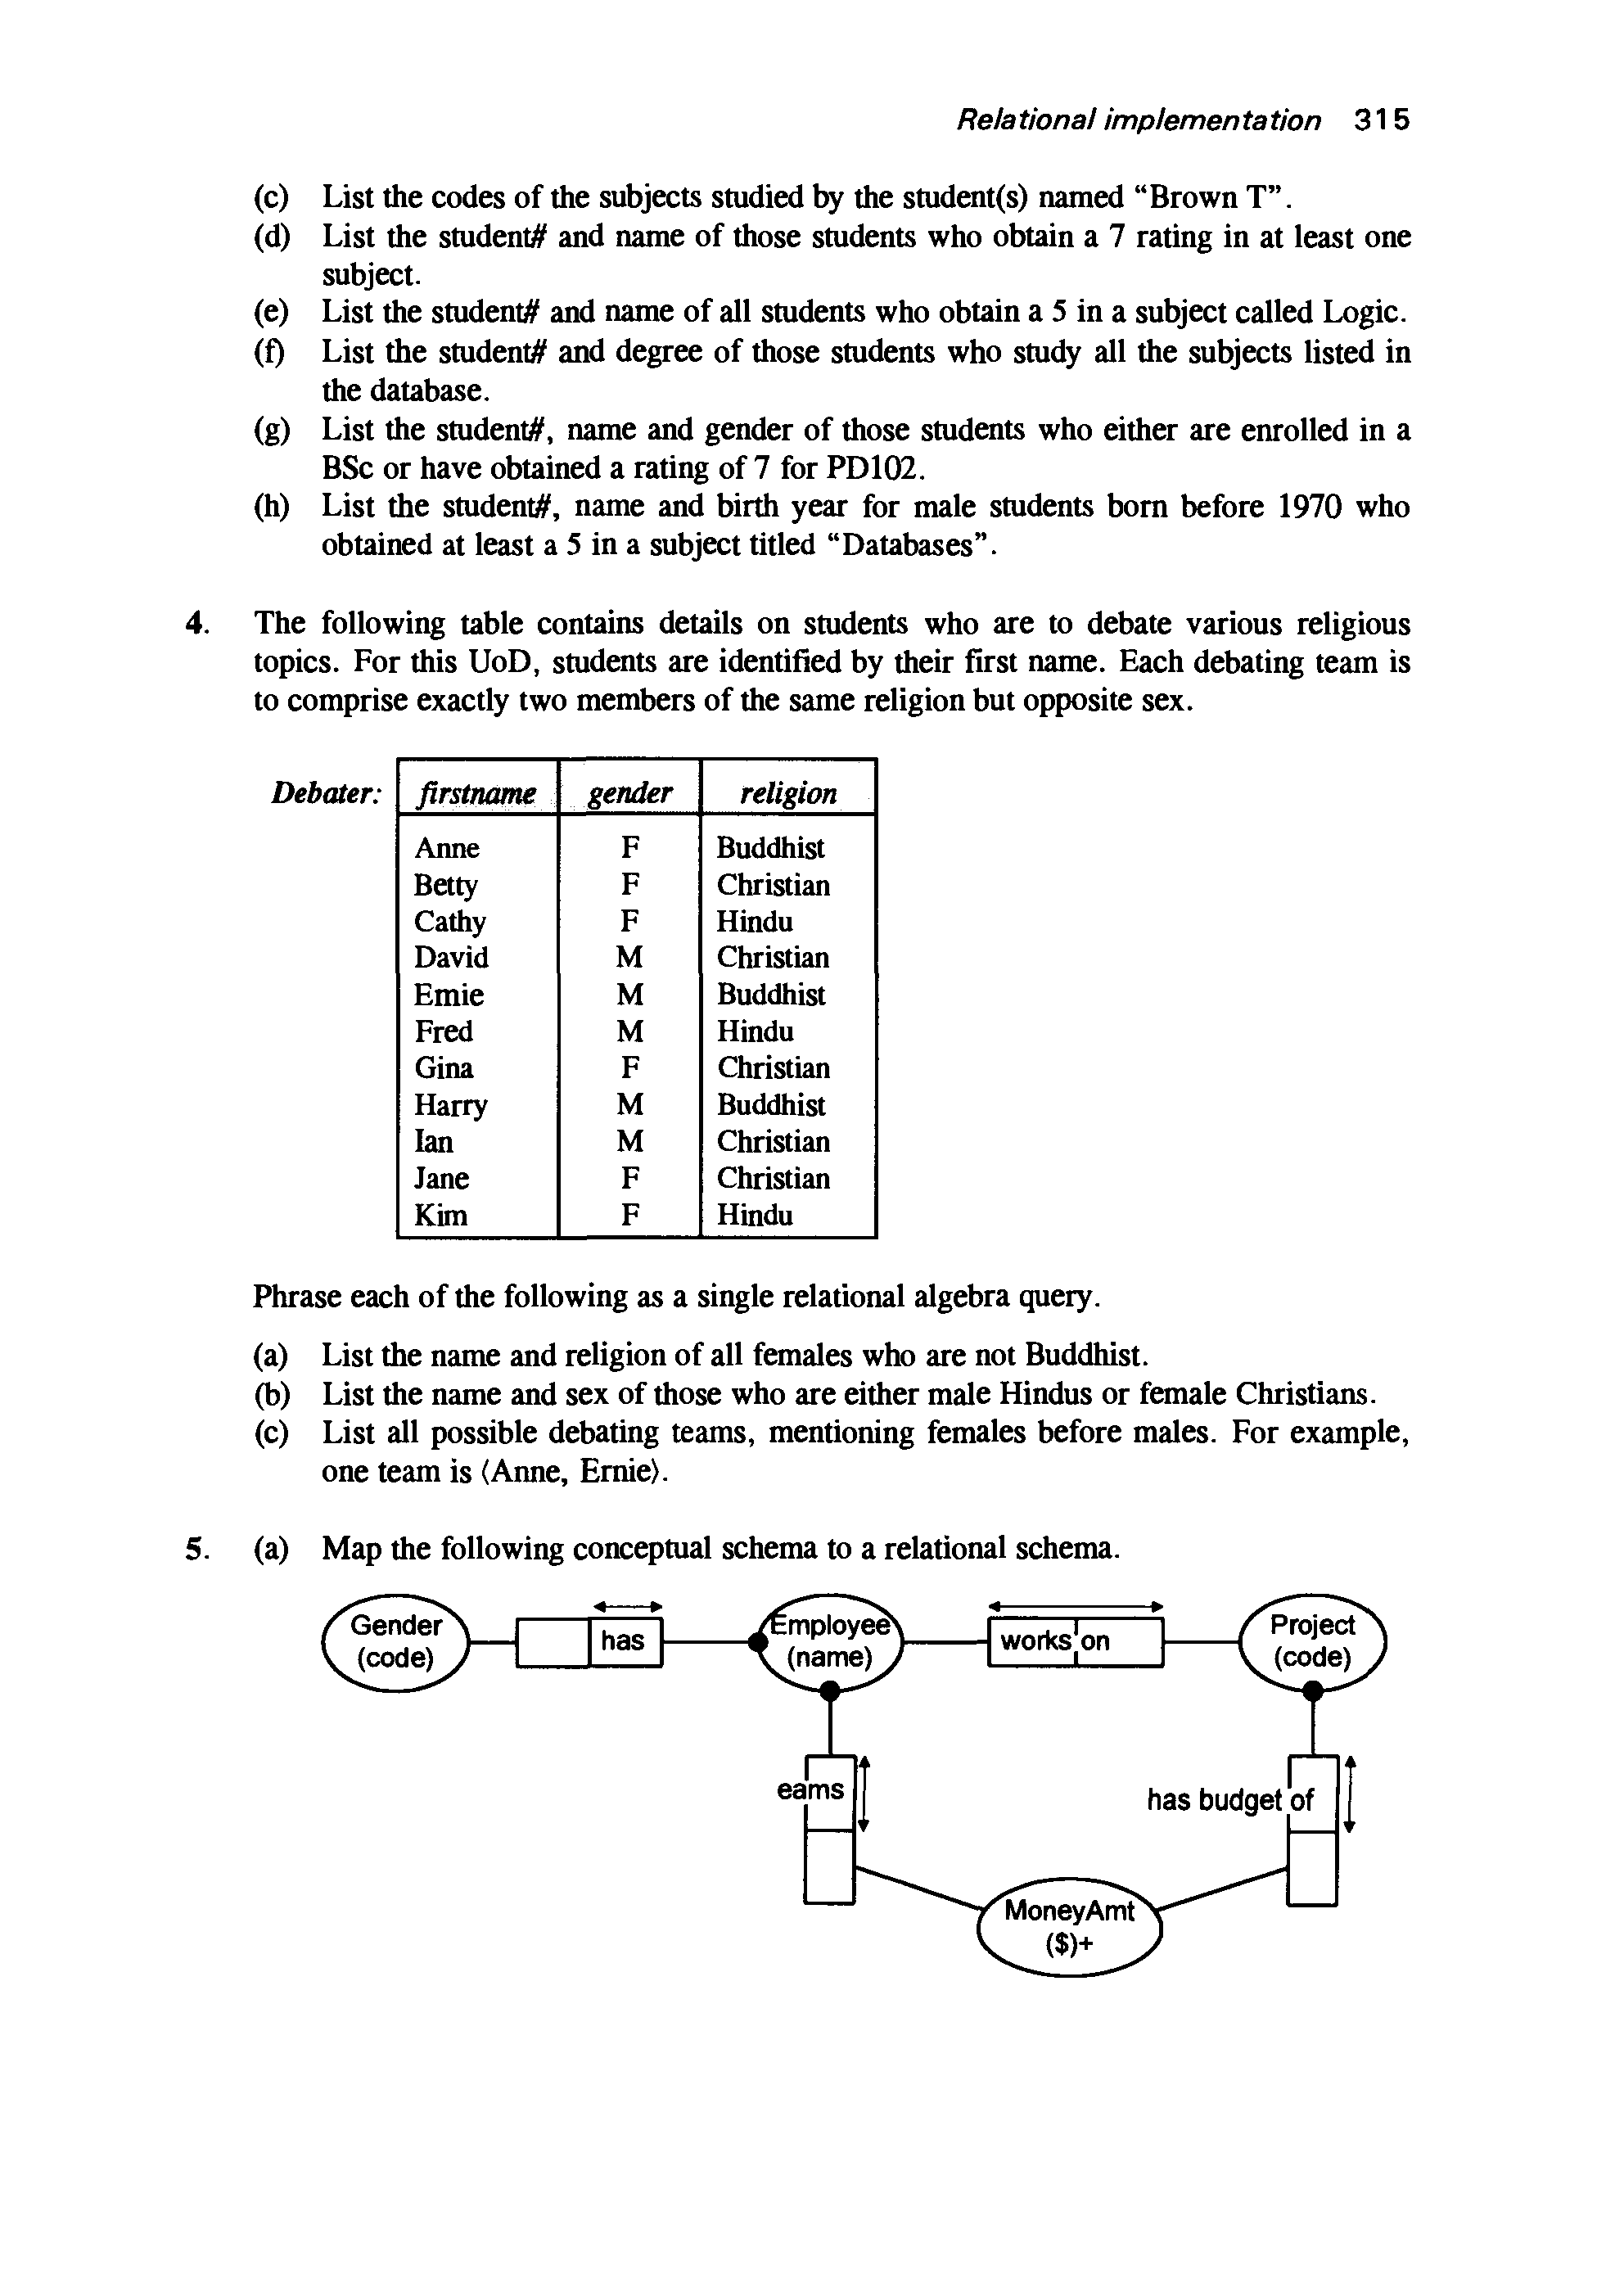 Relational implementation 315
(c) List the codes of the subjects studied by the student(s) named “Brown T”.
(d) List the student# and name of those students who obtain a 7 rating in at least one
subject.
(e) List the student# and name of all students who obtain a 5 in a subject called Logic.
(f) List the student# and degree of those students who study all the subjects listed in
the database.
(g) List the student#, name and gender of those students who either are enrolled in a
BSc or have obtained a rating of 7 for PD102.
(h) List the student#, name and birth year for male students born before 1970 who
obtained at least a 5 in a subject titled “Databases”.
4. The following table contains details on students who are to debate various religious
topics. For this UoD, students are identified by their first name. Each debating team is
to comprise exactly two members of the same religion but opposite sex.
Debater: firstname gender religion
Anne F Buddhist
Betty F Christian
Cathy F Hindu
David M Christian
Ernie M Buddhist
Fred M Hindu
Gina F Christian
Harry M Buddhist
Ian M Christian
Jane F Christian
Kim F Hindu
Phrase each of the following as a single relational algebra query.
(a) List the name and religion of all females who are not Buddhist.
(b) List the name and sex of those who are either male Hindus or female Christians.
(c) List all possible debating teams, mentioning females before males. For example,
one team is ⟨Anne, Ernie⟩.
5. (a) Map the following conceptual schema to a relational schema.
Gender
(code)
has
Employee
(name)
works on
Project
(code)
earns
has budget of
MoneyAmt
($)+